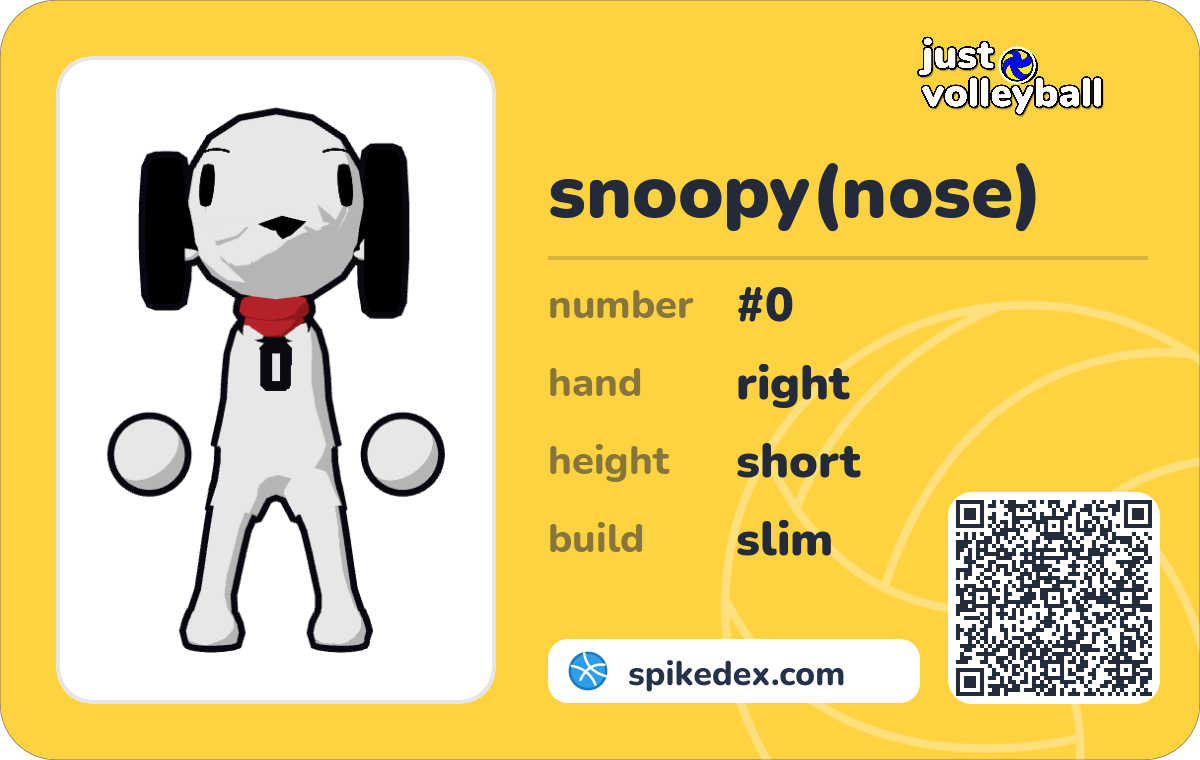 just
volleyball
snoopy(nose)
number #0
hand right
height short
build slim
0
spikedex.com